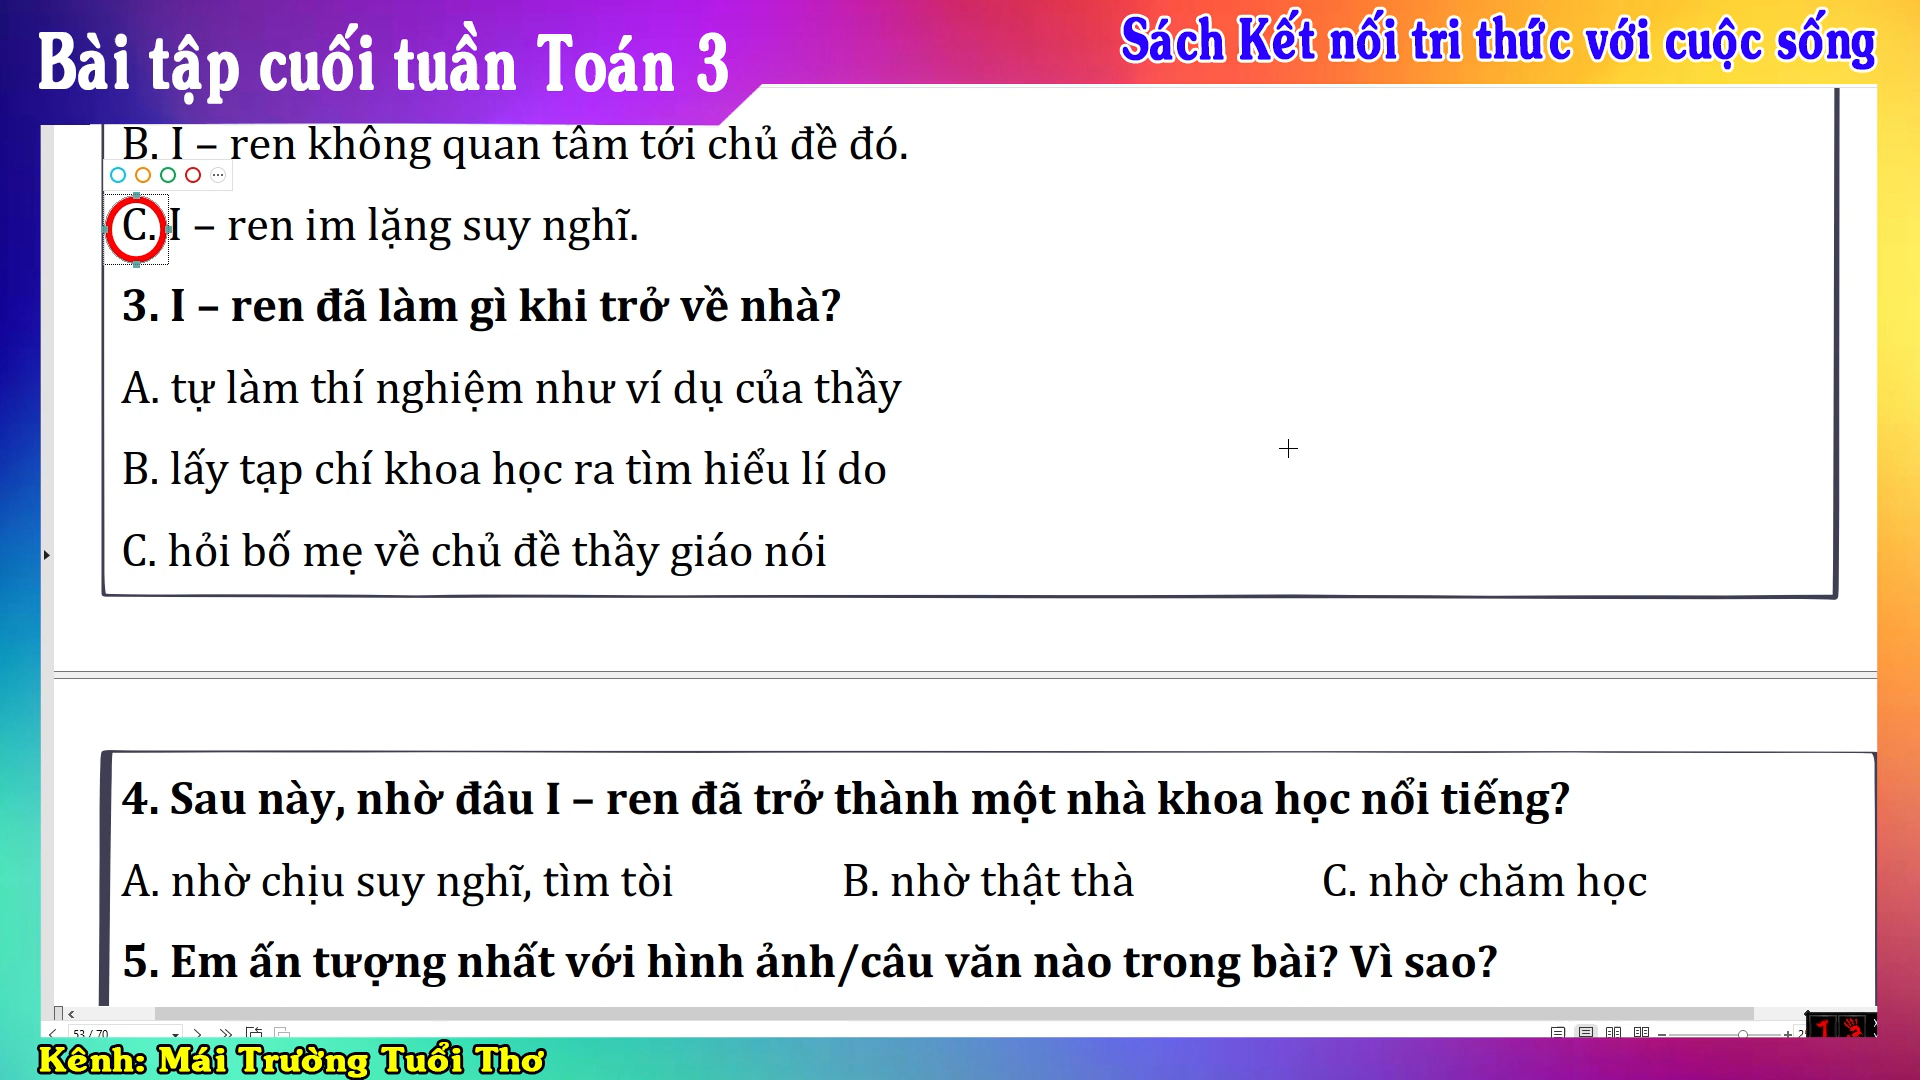 Bài tập cuối tuần Toán 3
Sách Kết nối tri thức với cuộc sống
B. I – ren không quan tâm tới chủ đề đó.
C. I – ren im lặng suy nghĩ.
3. I – ren đã làm gì khi trở về nhà?
A. tự làm thí nghiệm như ví dụ của thầy
B. lấy tạp chí khoa học ra tìm hiểu lí do
C. hỏi bố mẹ về chủ đề thầy giáo nói
4. Sau này, nhờ đâu I – ren đã trở thành một nhà khoa học nổi tiếng?
A. nhờ chịu suy nghĩ, tìm tòi B. nhờ thật thà C. nhờ chăm học
5. Em ấn tượng nhất với hình ảnh/câu văn nào trong bài? Vì sao?
53 / 70
Kênh: Mái Trường Tuổi Thơ